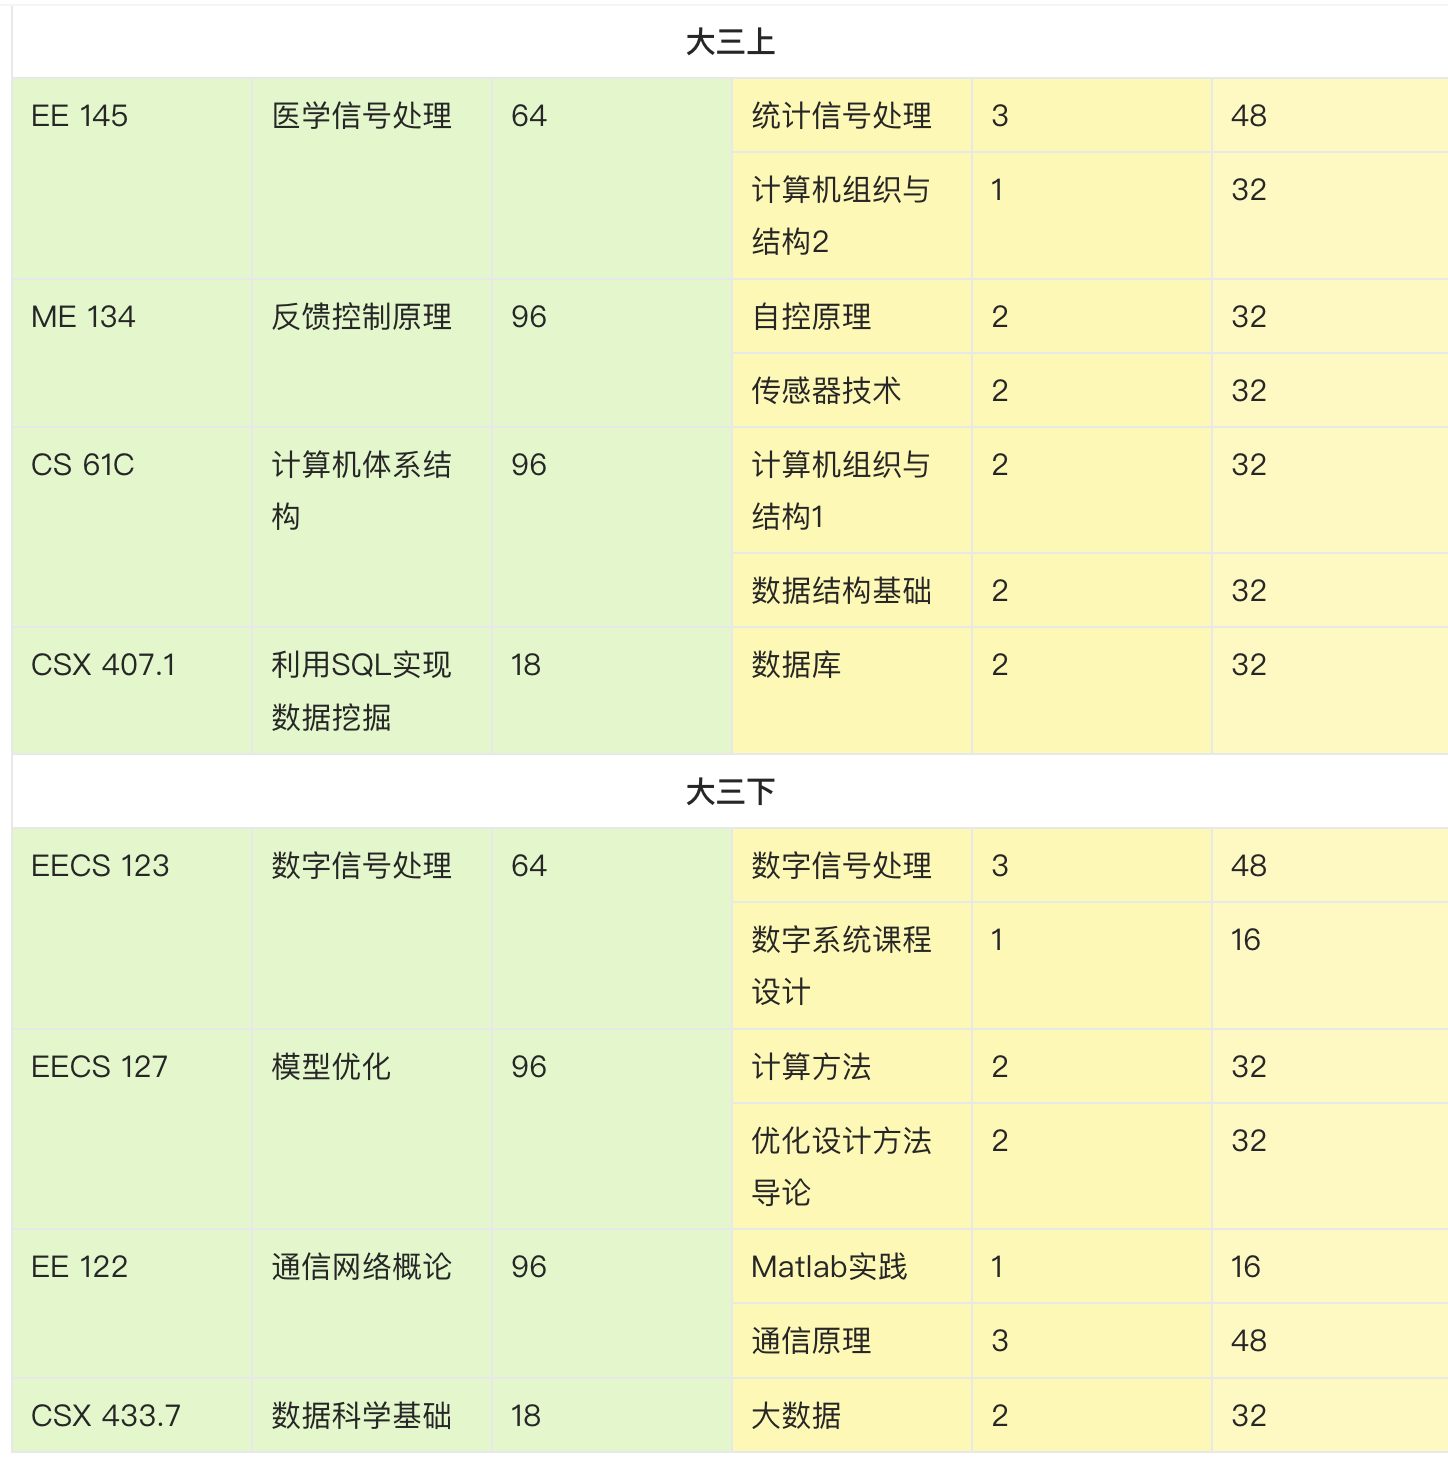 大三上
EE 145 医学信号处理 64 统计信号处理 3 48
计算机组织与 1 32
结构2
ME 134 反馈控制原理 96 自控原理 2 32
传感器技术 2 32
CS 61C 计算机体系结 96 计算机组织与 2 32
构 结构1
数据结构基础 2 32
CSX 407.1 利用SQL实现 18 数据库 2 32
数据挖掘
大三下
EECS 123 数字信号处理 64 数字信号处理 3 48
数字系统课程 1 16
设计
EECS 127 模型优化 96 计算方法 2 32
优化设计方法 2 32
导论
EE 122 通信网络概论 96 Matlab实践 1 16
通信原理 3 48
CSX 433.7 数据科学基础 18 大数据 2 32